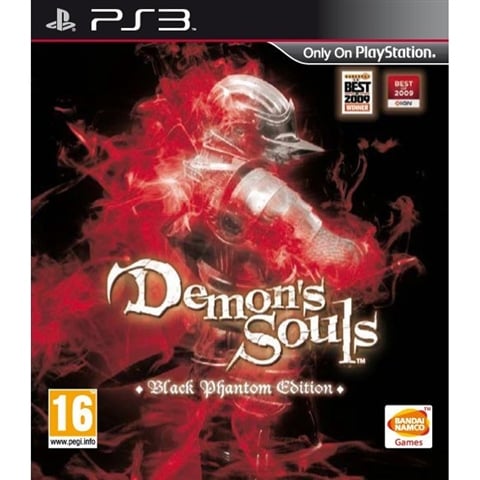 PS3
Only On PlayStation®
BEST
2009
WINNER
BEST
of 2009
IGN
Demon's
Souls™
Black Phantom Edition
16
www.pegi.info
BANDAI
NAMCO
Games
™